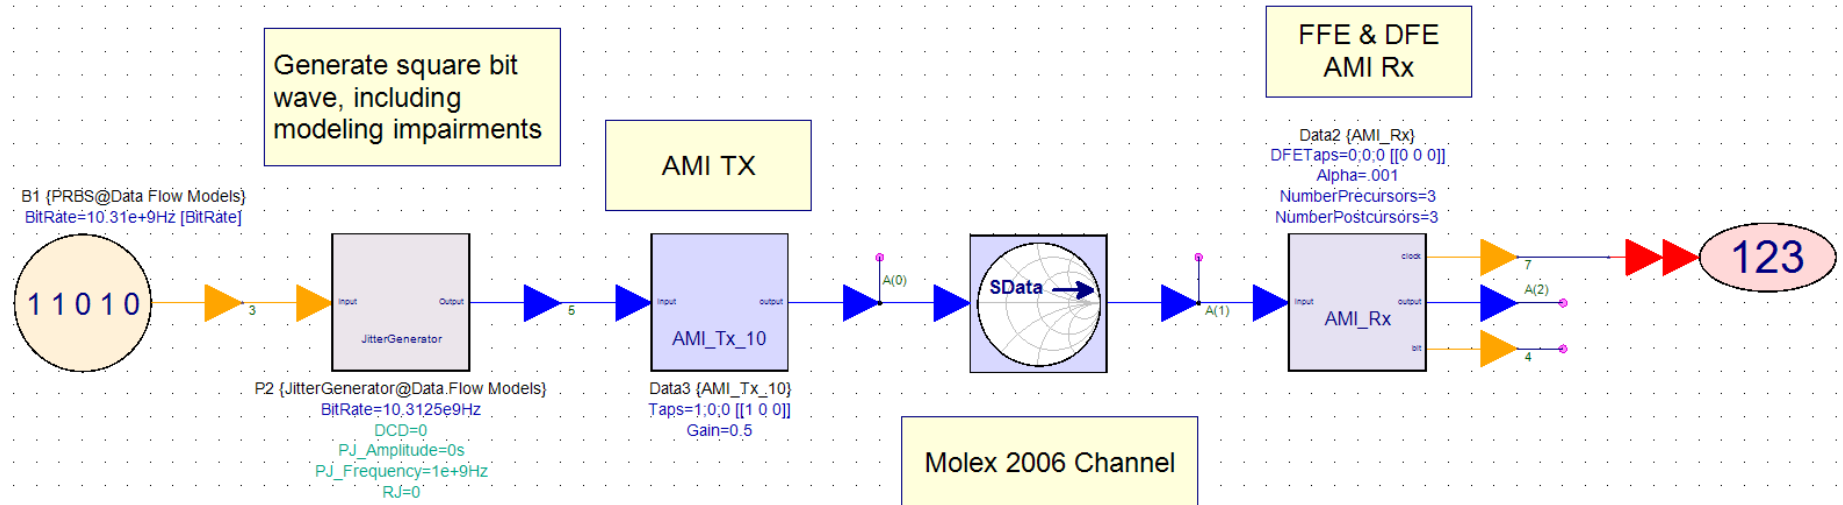 Generate square bit
wave, including
modeling impairments
AMI TX
FFE & DFE
AMI Rx
B1 {PRBS@Data Flow Models}
BitRate=10.31e+9Hz [BitRate]
1 1 0 1 0
3
Input
Output
JitterGenerator
P2 {JitterGenerator@Data Flow Models}
BitRate=10.3125e9Hz
DCD=0
PJ_Amplitude=0s
PJ_Frequency=1e+9Hz
RJ=0
5
input
output
AMI_Tx_10
Data3 {AMI_Tx_10}
Taps=1;0;0 [[1 0 0]]
Gain=0.5
A(0)
SData
Molex 2006 Channel
A(1)
Data2 {AMI_Rx}
DFETaps=0;0;0 [[0 0 0]]
Alpha=.001
NumberPrecursors=3
NumberPostcursors=3
input
clock
output
bit
AMI_Rx
7
A(2)
4
123